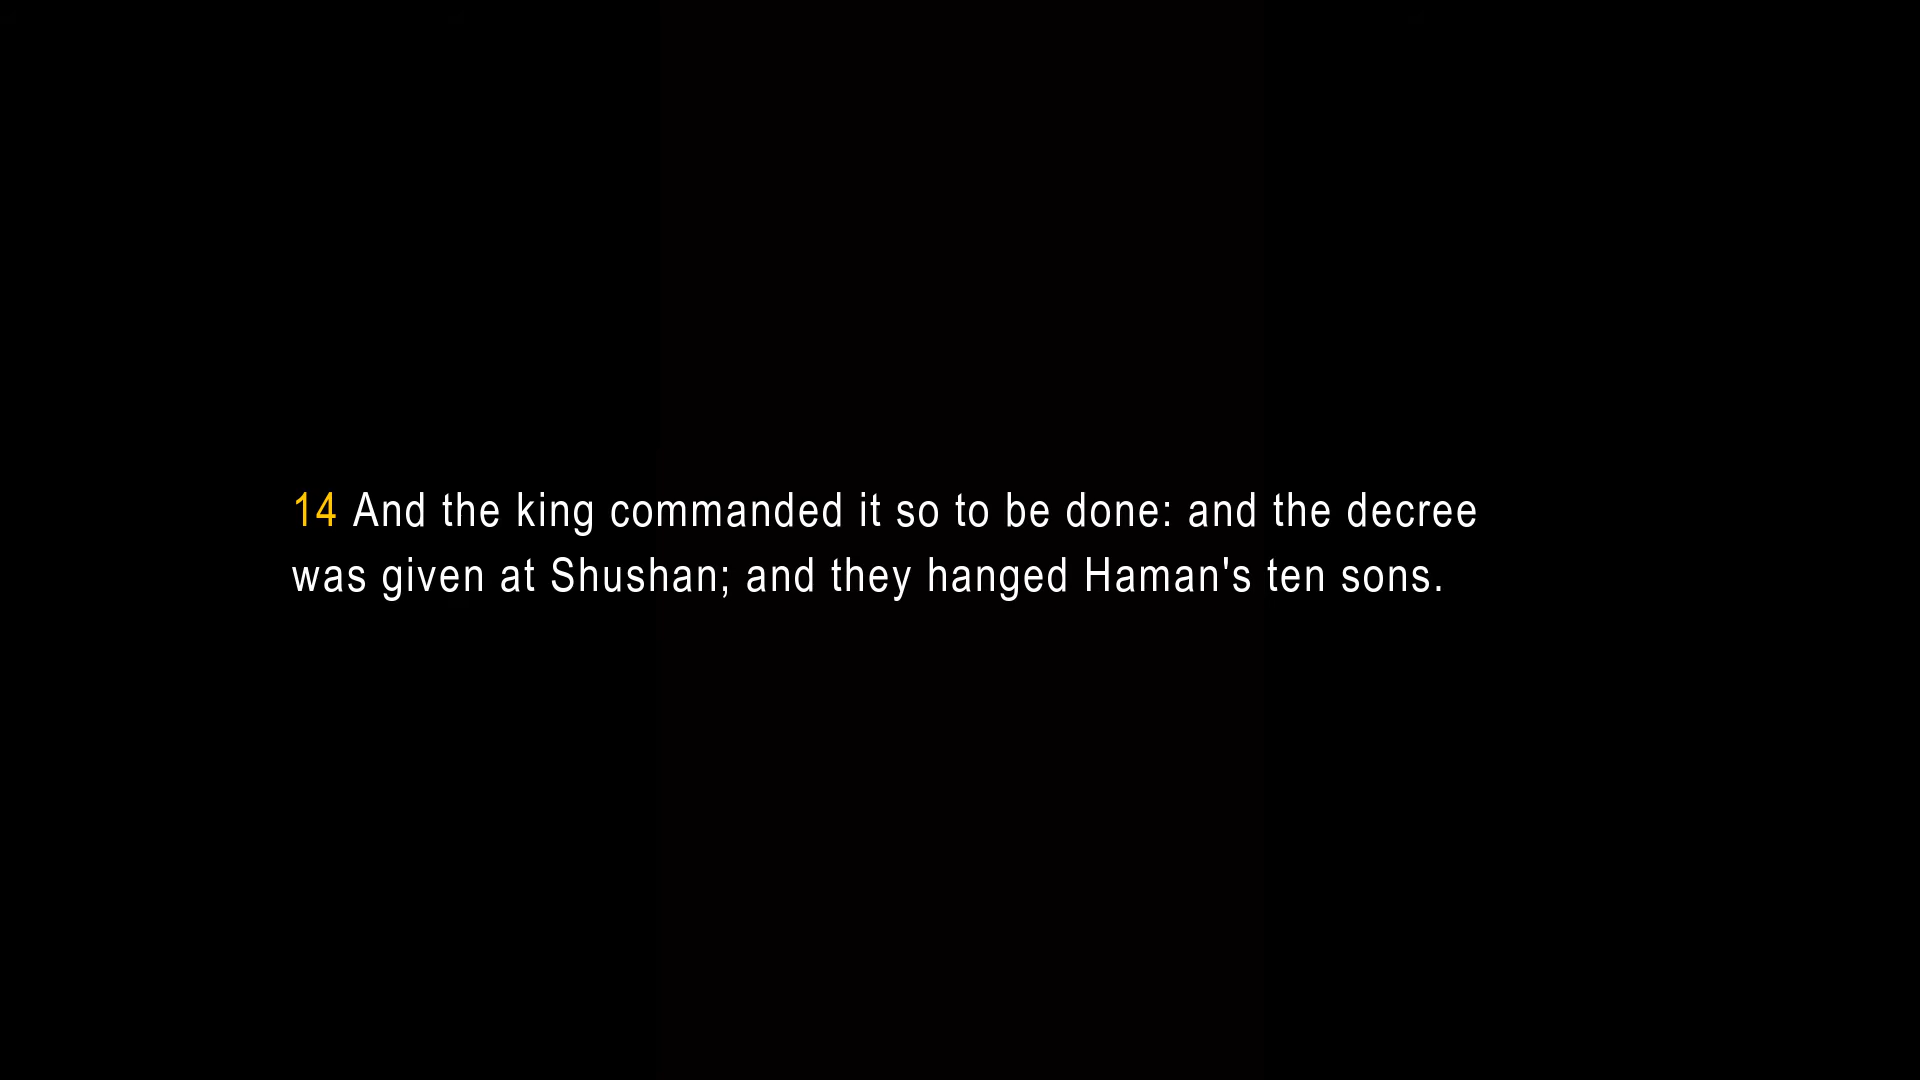 14 And the king commanded it so to be done: and the decree
was given at Shushan; and they hanged Haman's ten sons.